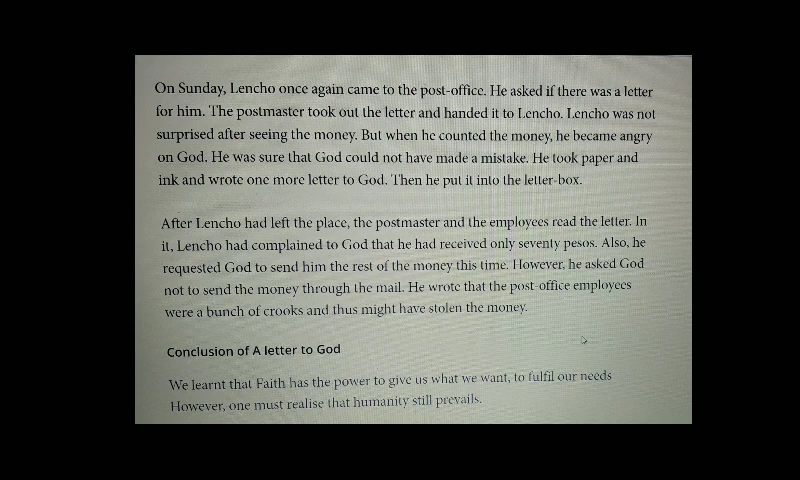 On Sunday, Lencho once again came to the post-office. He asked if there was a letter
for him. The postmaster took out the letter and handed it to Lencho. Lencho was not
surprised after seeing the money. But when he counted the money, he became angry
on God. He was sure that God could not have made a mistake. He took paper and
ink and wrote one more letter to God. Then he put it into the letter-box.
After Lencho had left the place, the postmaster and the employees read the letter. In
it, Lencho had complained to God that he had received only seventy pesos. Also, he
requested God to send him the rest of the money this time. However, he asked God
not to send the money through the mail. He wrote that the post-office employees
were a bunch of crooks and thus might have stolen the money.
Conclusion of A letter to God
We learnt that Faith has the power to give us what we want, to fulfil our needs
However, one must realise that humanity still prevails.